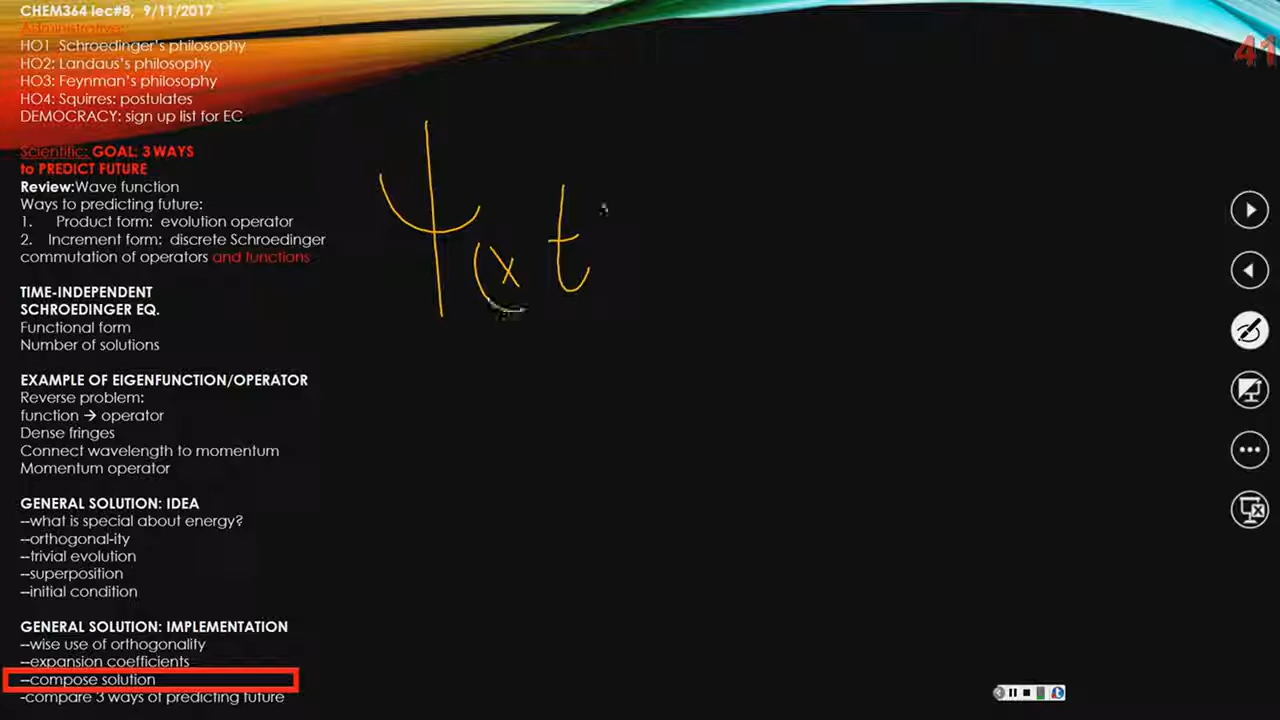 CHEM364 lec#8, 9/11/2017
Administrative:
HO1 Schroedinger's philosophy
HO2: Landaus's philosophy
HO3: Feynman's philosophy
HO4: Squirres: postulates
DEMOCRACY: sign up list for EC
Scientific: GOAL: 3 WAYS
to PREDICT FUTURE
Review:Wave function
Ways to predicting future:
1. Product form: evolution operator
2. Increment form: discrete Schroedinger
commutation of operators and functions
TIME-INDEPENDENT
SCHROEDINGER EQ.
Functional form
Number of solutions
EXAMPLE OF EIGENFUNCTION/OPERATOR
Reverse problem:
function → operator
Dense fringes
Connect wavelength to momentum
Momentum operator
GENERAL SOLUTION: IDEA
--what is special about energy?
--orthogonal-ity
--trivial evolution
--superposition
--initial condition
GENERAL SOLUTION: IMPLEMENTATION
--wise use of orthogonality
--expansion coefficients
--compose solution
-compare 3 ways of predicting future
41
ψ(x t